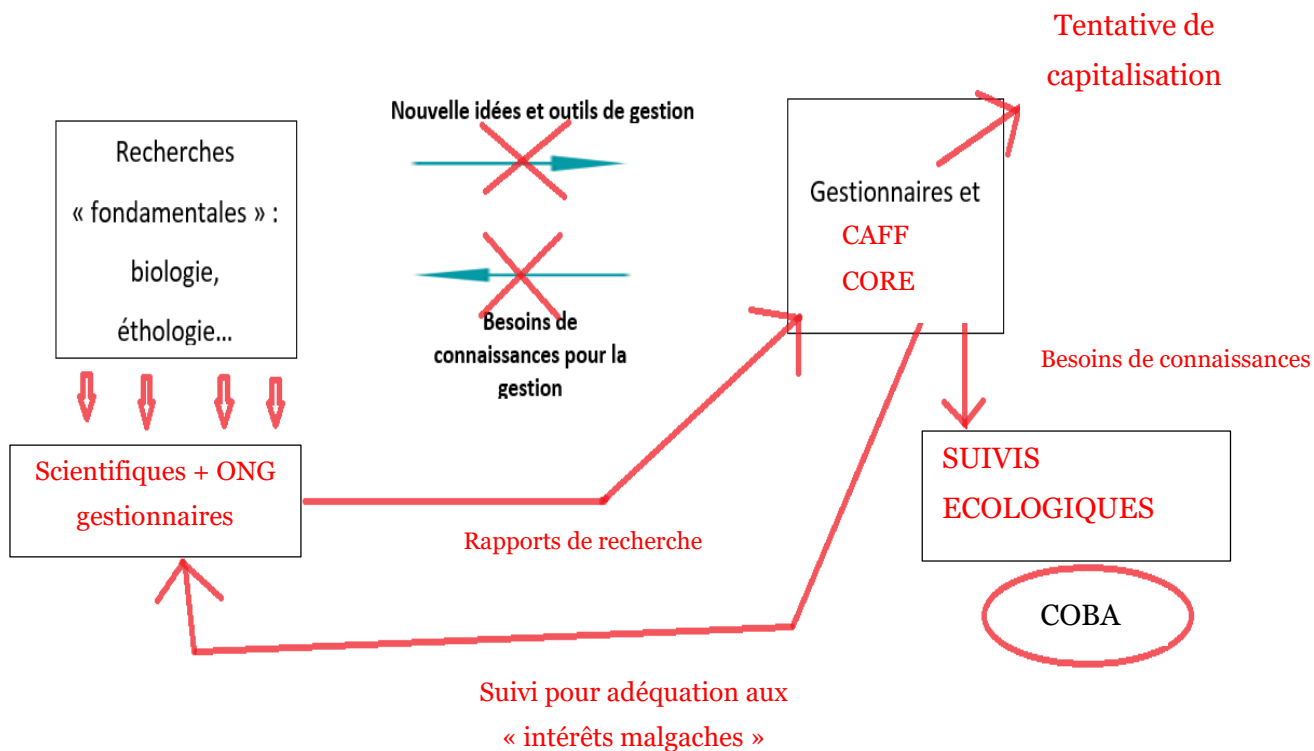 Tentative de
capitalisation
Nouvelle idées et outils de gestion
Recherches
« fondamentales » :
biologie,
éthologie...
Gestionnaires et
CAFF
CORE
Besoins de
connaissances pour la
gestion
Besoins de connaissances
Scientifiques + ONG
gestionnaires
SUIVIS
ECOLOGIQUES
Rapports de recherche
COBA
Suivi pour adéquation aux
« intérêts malgaches »